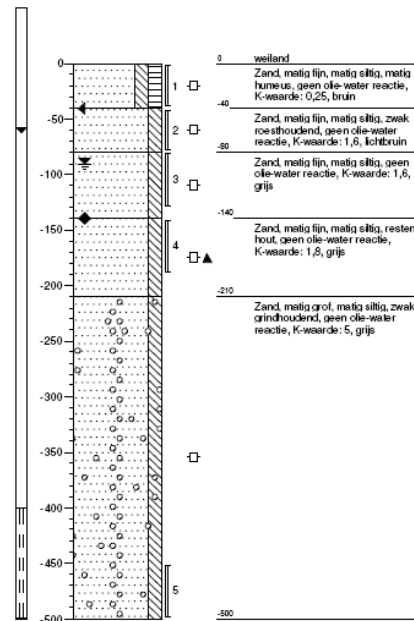 0
-50
-100
-150
-200
-250
-300
-350
-400
-450
-500
1
2
3
4
5
0 weiland
Zand, matig fijn, matig siltig, matig
humeus, geen olie-water reactie,
K-waarde: 0,25, bruin
-40
Zand, matig fijn, matig siltig, zwak
roesthoudend, geen olie-water
reactie, K-waarde: 1,6, lichtbruin
-80
Zand, matig fijn, matig siltig, geen
olie-water reactie, K-waarde: 1,6,
grijs
-140
Zand, matig fijn, matig siltig, resten
hout, geen olie-water reactie,
K-waarde: 1,8, grijs
-210
Zand, matig grof, matig siltig, zwak
grindhoudend, geen olie-water
reactie, K-waarde: 5, grijs
-500